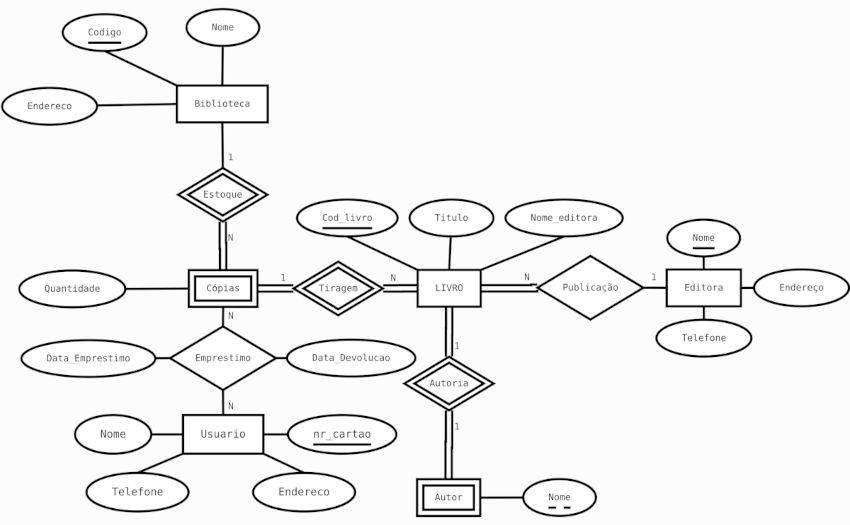 Nome
Codigo
Biblioteca
Endereco
1
Estoque
Cod_livro
Titulo
Nome_editora
N
Nome
1
N
N
1
Quantidade
Cópias
Tiragem
LIVRO
Publicação
Editora
Endereço
N
Telefone
1
Data_Emprestimo
Emprestimo
Data_Devolucao
Autoria
N
1
Nome
Usuario
nr_cartao
Telefone
Endereco
Autor
Nome